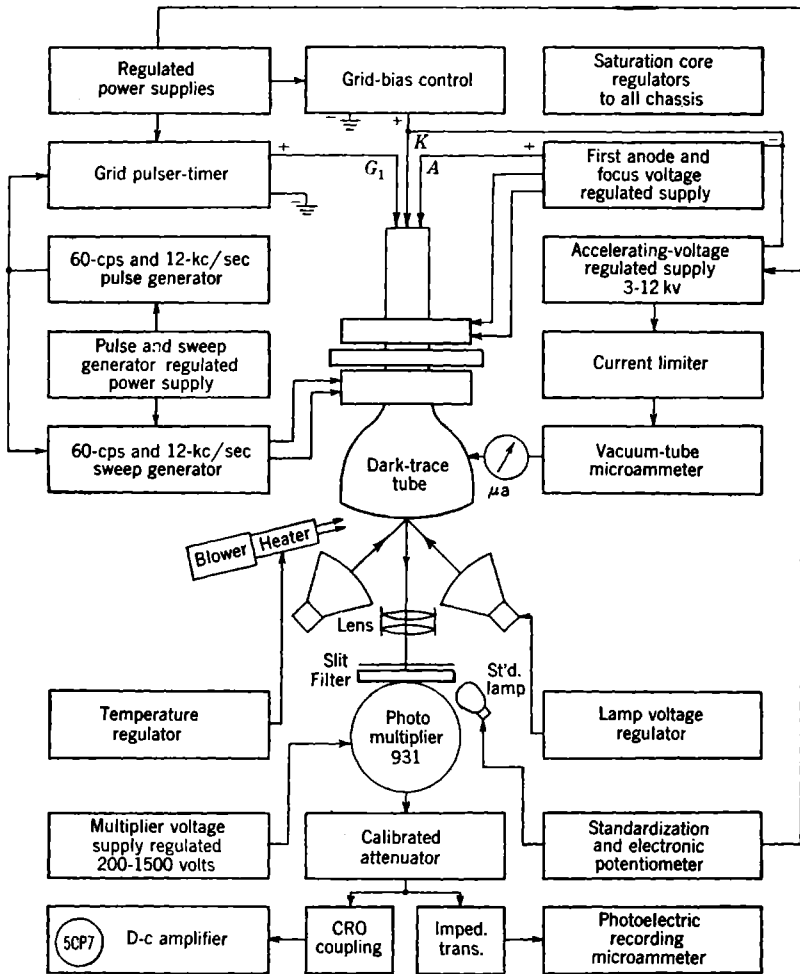 Regulated
power supplies
Grid-bias control
Saturation core
regulators
to all chassis
+
K
Grid pulser-timer
+
G1
A
+
First anode and
focus voltage
regulated supply
−
60-cps and 12-kc/sec
pulse generator
Accelerating-voltage
regulated supply
3-12 kv
Pulse and sweep
generator regulated
power supply
Current limiter
60-cps and 12-kc/sec
sweep generator
Dark-trace
tube
μa
Vacuum-tube
microammeter
Blower
Heater
Lens
Slit
Filter
St'd.
lamp
Temperature
regulator
Photo
multiplier
931
Lamp voltage
regulator
Multiplier voltage
supply regulated
200-1500 volts
Calibrated
attenuator
Standardization
and electronic
potentiometer
5CP7
D-c amplifier
CRO
coupling
Imped.
trans.
Photoelectric
recording
microammeter